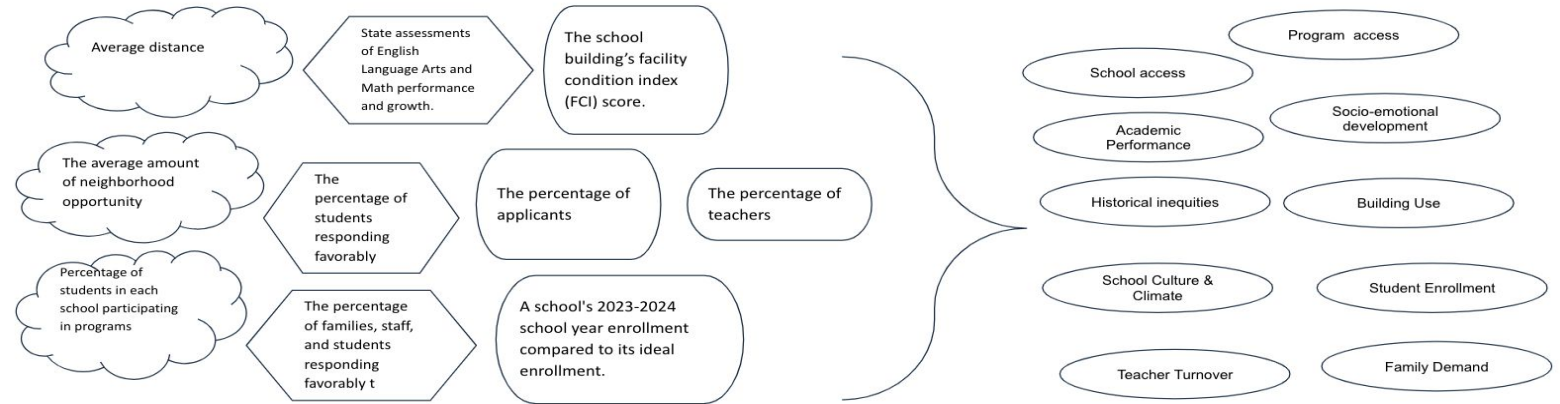 Average distance
State assessments
of English
Language Arts and
Math performance
and growth.
The school
building’s facility
condition index
(FCI) score.
The average amount
of neighborhood
opportunity
The
percentage of
students
responding
favorably
The percentage of
applicants
The percentage of
teachers
Percentage of
students in each
school participating
in programs
The percentage
of families, staff,
and students
responding
favorably t
A school's 2023-2024
school year enrollment
compared to its ideal
enrollment.
Program  access
School access
Socio-emotional
development
Academic
Performance
Historical inequities
Building Use
School Culture &
Climate
Student Enrollment
Teacher Turnover
Family Demand